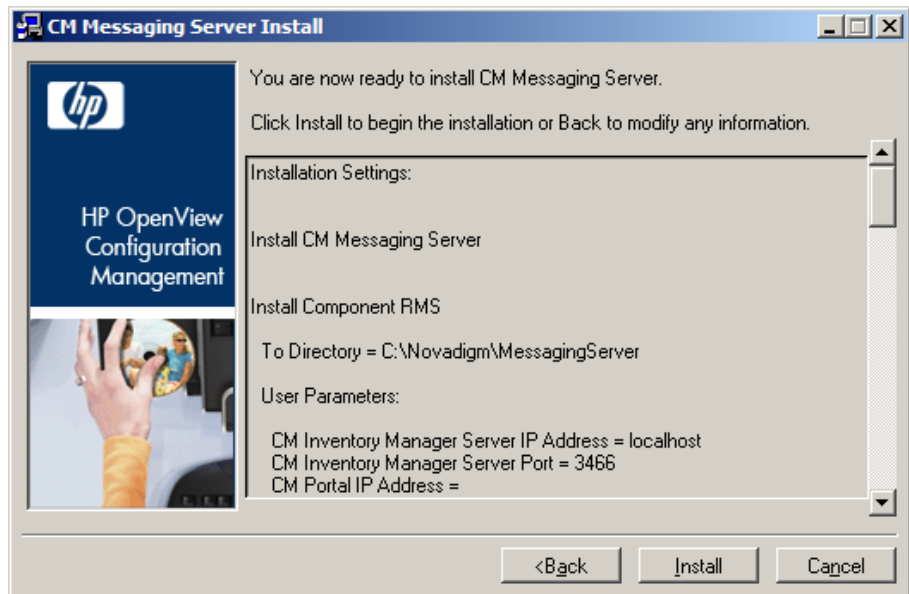 CM Messaging Server Install
hp
HP OpenView
Configuration
Management
You are now ready to install CM Messaging Server.
Click Install to begin the installation or Back to modify any information.
Installation Settings:
Install CM Messaging Server
Install Component RMS
To Directory = C:\Novadigm\MessagingServer
User Parameters:
CM Inventory Manager Server IP Address = localhost
CM Inventory Manager Server Port = 3466
CM Portal IP Address =
<Back
Install
Cancel